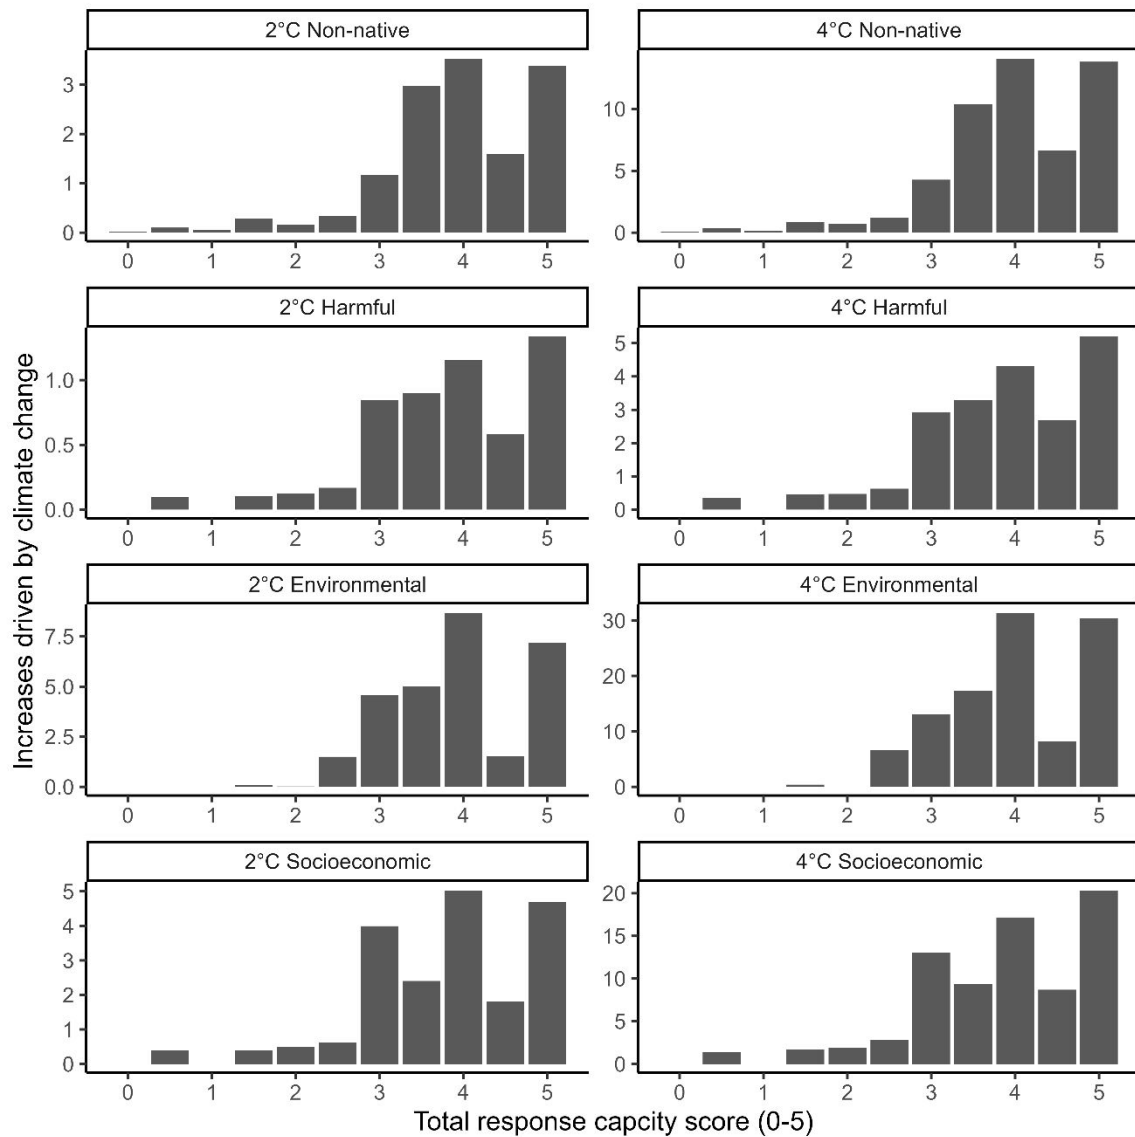 2°C Non-native
4°C Non-native
3
2
1
0
10
5
0
0 1 2 3 4 5
0 1 2 3 4 5
2°C Harmful
4°C Harmful
1.0
0.5
0.0
5
4
3
2
1
0
0 1 2 3 4 5
0 1 2 3 4 5
Increases driven by climate change
2°C Environmental
4°C Environmental
7.5
5.0
2.5
0.0
30
20
10
0
0 1 2 3 4 5
0 1 2 3 4 5
2°C Socioeconomic
4°C Socioeconomic
5
4
3
2
1
0
20
15
10
5
0
0 1 2 3 4 5
0 1 2 3 4 5
Total response capcity score (0-5)